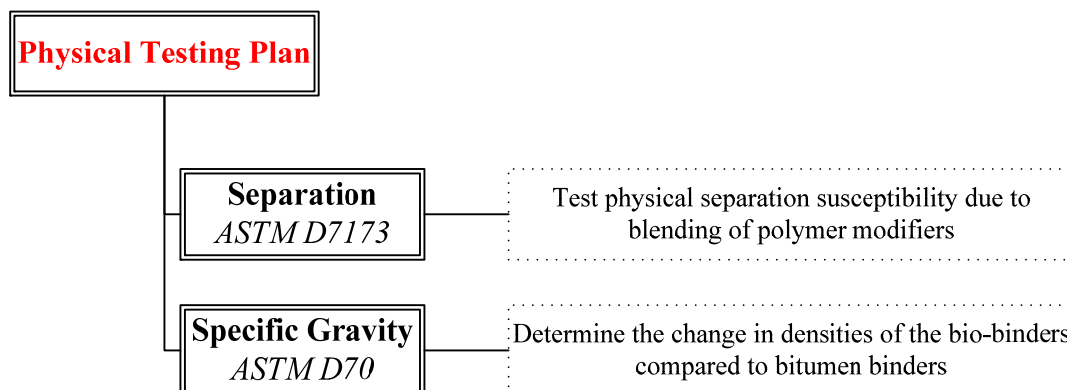 Physical Testing Plan
Separation
ASTM D7173
Test physical separation susceptibility due to
blending of polymer modifiers
Specific Gravity
ASTM D70
Determine the change in densities of the bio-binders
compared to bitumen binders